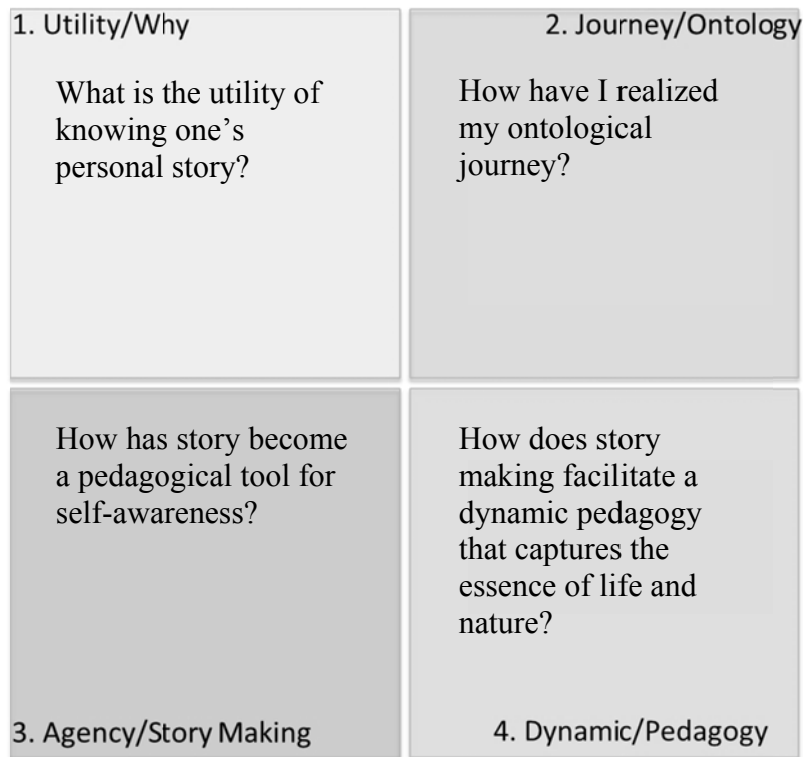 1. Utility/Why
What is the utility of
knowing one’s
personal story?
2. Journey/Ontology
How have I realized
my ontological
journey?
How has story become
a pedagogical tool for
self-awareness?
3. Agency/Story Making
How does story
making facilitate a
dynamic pedagogy
that captures the
essence of life and
nature?
4. Dynamic/Pedagogy